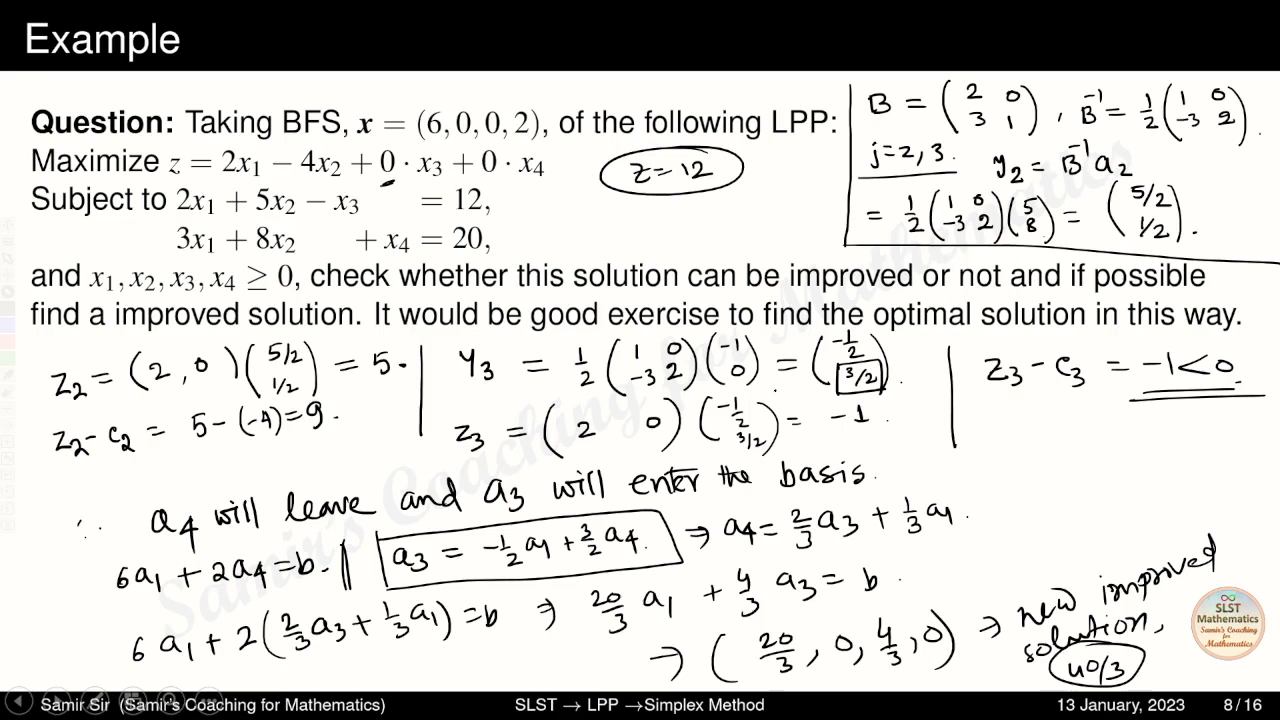 Example
Question: Taking BFS, x = (6, 0, 0, 2), of the following LPP:
Maximize z = 2x₁ − 4x₂ + 0 · x₃ + 0 · x₄
z = 12
Subject to 2x₁ + 5x₂ − x₃ = 12,
3x₁ + 8x₂ + x₄ = 20,
and x₁, x₂, x₃, x₄ ≥ 0, check whether this solution can be improved or not and if possible
find a improved solution. It would be good exercise to find the optimal solution in this way.
B = (2 0; 3 1), B⁻¹ = 1/2 (1 0; -3 2).
j=2,3. y₂ = B⁻¹a₂
= 1/2 (1 0; -3 2)(5; 8) = (5/2; 1/2).
Z₂ = (2, 0)(5/2; 1/2) = 5.
Z₂ - C₂ = 5-(-4)=9.
Y₃ = 1/2 (1 0; -3 2)(-1; 0) = (-1/2; 3/2).
Z₃ = (2 0)(-1/2; 3/2) = -1.
Z₃ - C₃ = -1<0.
∴ a₄ will leave and a₃ will enter the basis.
6a₁ + 2a₄ = b. || a₃ = -1/2 a₁ + 3/2 a₄. ⇒ a₄ = 2/3 a₃ + 1/3 a₁.
6a₁ + 2(2/3 a₃ + 1/3 a₁) = b ⇒ 20/3 a₁ + 4/3 a₃ = b.
⇒ (20/3, 0, 4/3, 0) ⇒ new improved
solution,
40/3
SLST
Mathematics
Samir's Coaching
for
Mathematics
Samir's Coaching for Mathematics
Samir Sir (Samir's Coaching for Mathematics) SLST → LPP →Simplex Method 13 January, 2023 8 / 16